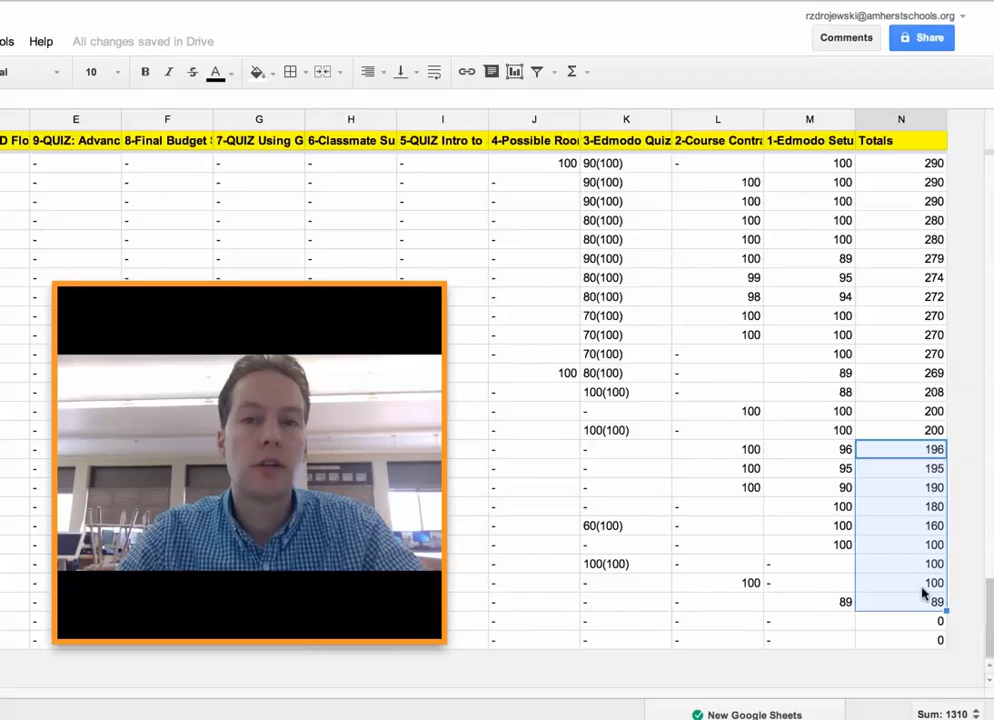 rzdrojewski@amherstschools.org
ols Help All changes saved in Drive Comments Share
al 10 B I S A Σ
E F G H I J K L M N
D Flo 9-QUIZ: Advanc 8-Final Budget 7-QUIZ Using G 6-Classmate Su 5-QUIZ Intro to 4-Possible Roo 3-Edmodo Quiz 2-Course Contra 1-Edmodo Setu Totals
- - - - - 100 90(100) - 100 290
- - - - - - 90(100) 100 100 290
- - - - - - 90(100) 100 100 290
- - - - - - 80(100) 100 100 280
- - - - - - 80(100) 100 100 280
- - - - - - 90(100) 100 89 279
- - - - - - 80(100) 99 95 274
- - 80(100) 98 94 272
- - 70(100) 100 100 270
- - 70(100) 100 100 270
- - 70(100) - 100 270
- 100 80(100) - 89 269
- - 100(100) - 88 208
- - - 100 100 200
- - 100(100) - 100 200
- - - 100 96 196
- - - 100 95 195
- - - 100 90 190
- - - - 100 180
- - 60(100) - 100 160
- - - - 100 100
- - 100(100) - - 100
- - - 100 - 100
- - - - 89 89
- - - - - 0
- - - - - 0
New Google Sheets Sum: 1310